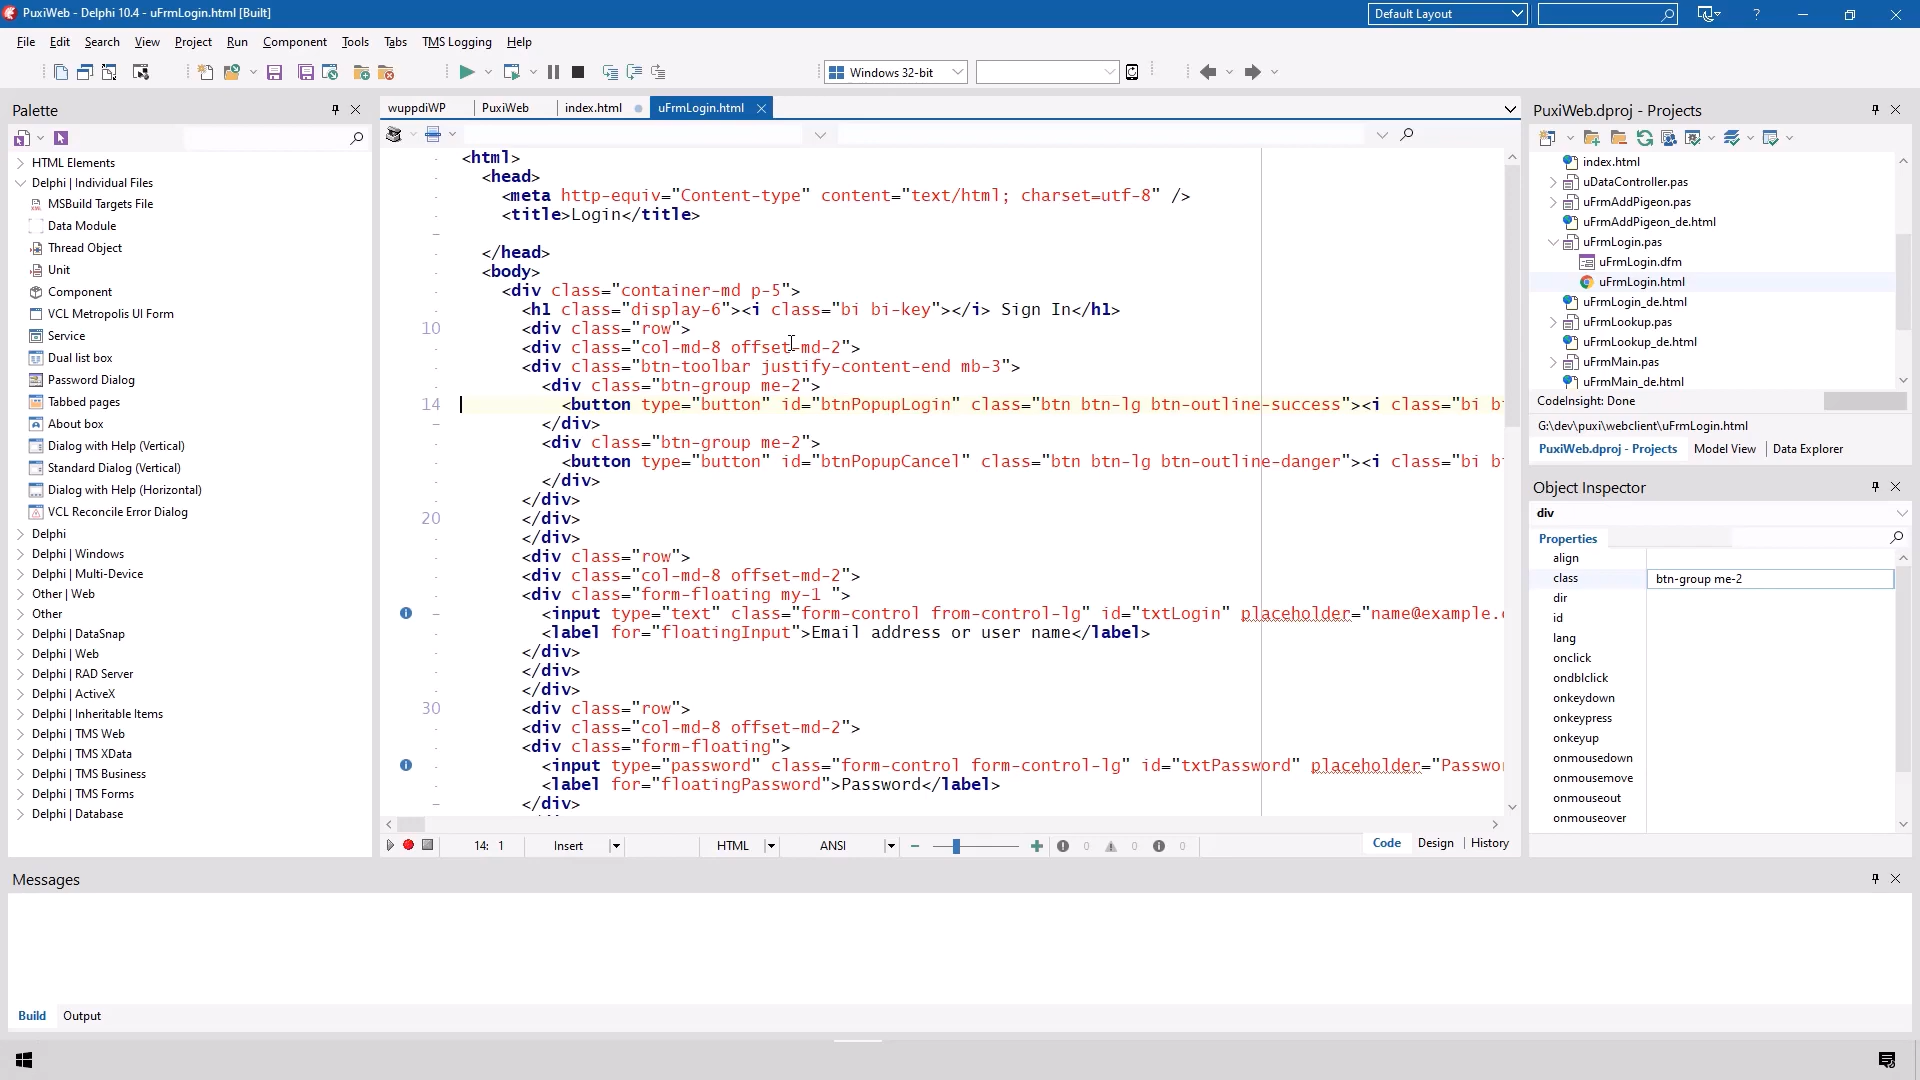 PuxiWeb - Delphi 10.4 - uFrmLogin.html [Built]
Default Layout
File Edit Search View Project Run Component Tools Tabs TMS Logging Help
Windows 32-bit
Palette
HTML Elements
Delphi | Individual Files
MSBuild Targets File
Data Module
Thread Object
Unit
Component
VCL Metropolis UI Form
Service
Dual list box
Password Dialog
Tabbed pages
About box
Dialog with Help (Vertical)
Standard Dialog (Vertical)
Dialog with Help (Horizontal)
VCL Reconcile Error Dialog
Delphi
Delphi | Windows
Delphi | Multi-Device
Other | Web
Other
Delphi | DataSnap
Delphi | Web
Delphi | RAD Server
Delphi | ActiveX
Delphi | Inheritable Items
Delphi | TMS Web
Delphi | TMS XData
Delphi | TMS Business
Delphi | TMS Forms
Delphi | Database
wuppdiWP PuxiWeb index.html uFrmLogin.html
<html>
<head>
<meta http-equiv="Content-type" content="text/html; charset=utf-8" />
<title>Login</title>
</head>
<body>
<div class="container-md p-5">
<h1 class="display-6"><i class="bi bi-key"></i> Sign In</h1>
10 <div class="row">
<div class="col-md-8 offset-md-2">
<div class="btn-toolbar justify-content-end mb-3">
<div class="btn-group me-2">
14 <button type="button" id="btnPopupLogin" class="btn btn-lg btn-outline-success"><i class="bi b
</div>
<div class="btn-group me-2">
<button type="button" id="btnPopupCancel" class="btn btn-lg btn-outline-danger"><i class="bi b
</div>
</div>
20 </div>
</div>
<div class="row">
<div class="col-md-8 offset-md-2">
<div class="form-floating my-1 ">
<input type="text" class="form-control from-control-lg" id="txtLogin" placeholder="name@example.c
<label for="floatingInput">Email address or user name</label>
</div>
</div>
</div>
30 <div class="row">
<div class="col-md-8 offset-md-2">
<div class="form-floating">
<input type="password" class="form-control form-control-lg" id="txtPassword" placeholder="Passwor
<label for="floatingPassword">Password</label>
</div>
14: 1 Insert HTML ANSI 0 0 0 Code Design History
PuxiWeb.dproj - Projects
index.html
uDataController.pas
uFrmAddPigeon.pas
uFrmAddPigeon_de.html
uFrmLogin.pas
uFrmLogin.dfm
uFrmLogin.html
uFrmLogin_de.html
uFrmLookup.pas
uFrmLookup_de.html
uFrmMain.pas
uFrmMain_de.html
CodeInsight: Done
G:\dev\puxi\webclient\uFrmLogin.html
PuxiWeb.dproj - Projects Model View Data Explorer
Object Inspector
div
Properties
align
class btn-group me-2
dir
id
lang
onclick
ondblclick
onkeydown
onkeypress
onkeyup
onmousedown
onmousemove
onmouseout
onmouseover
Messages
Build Output